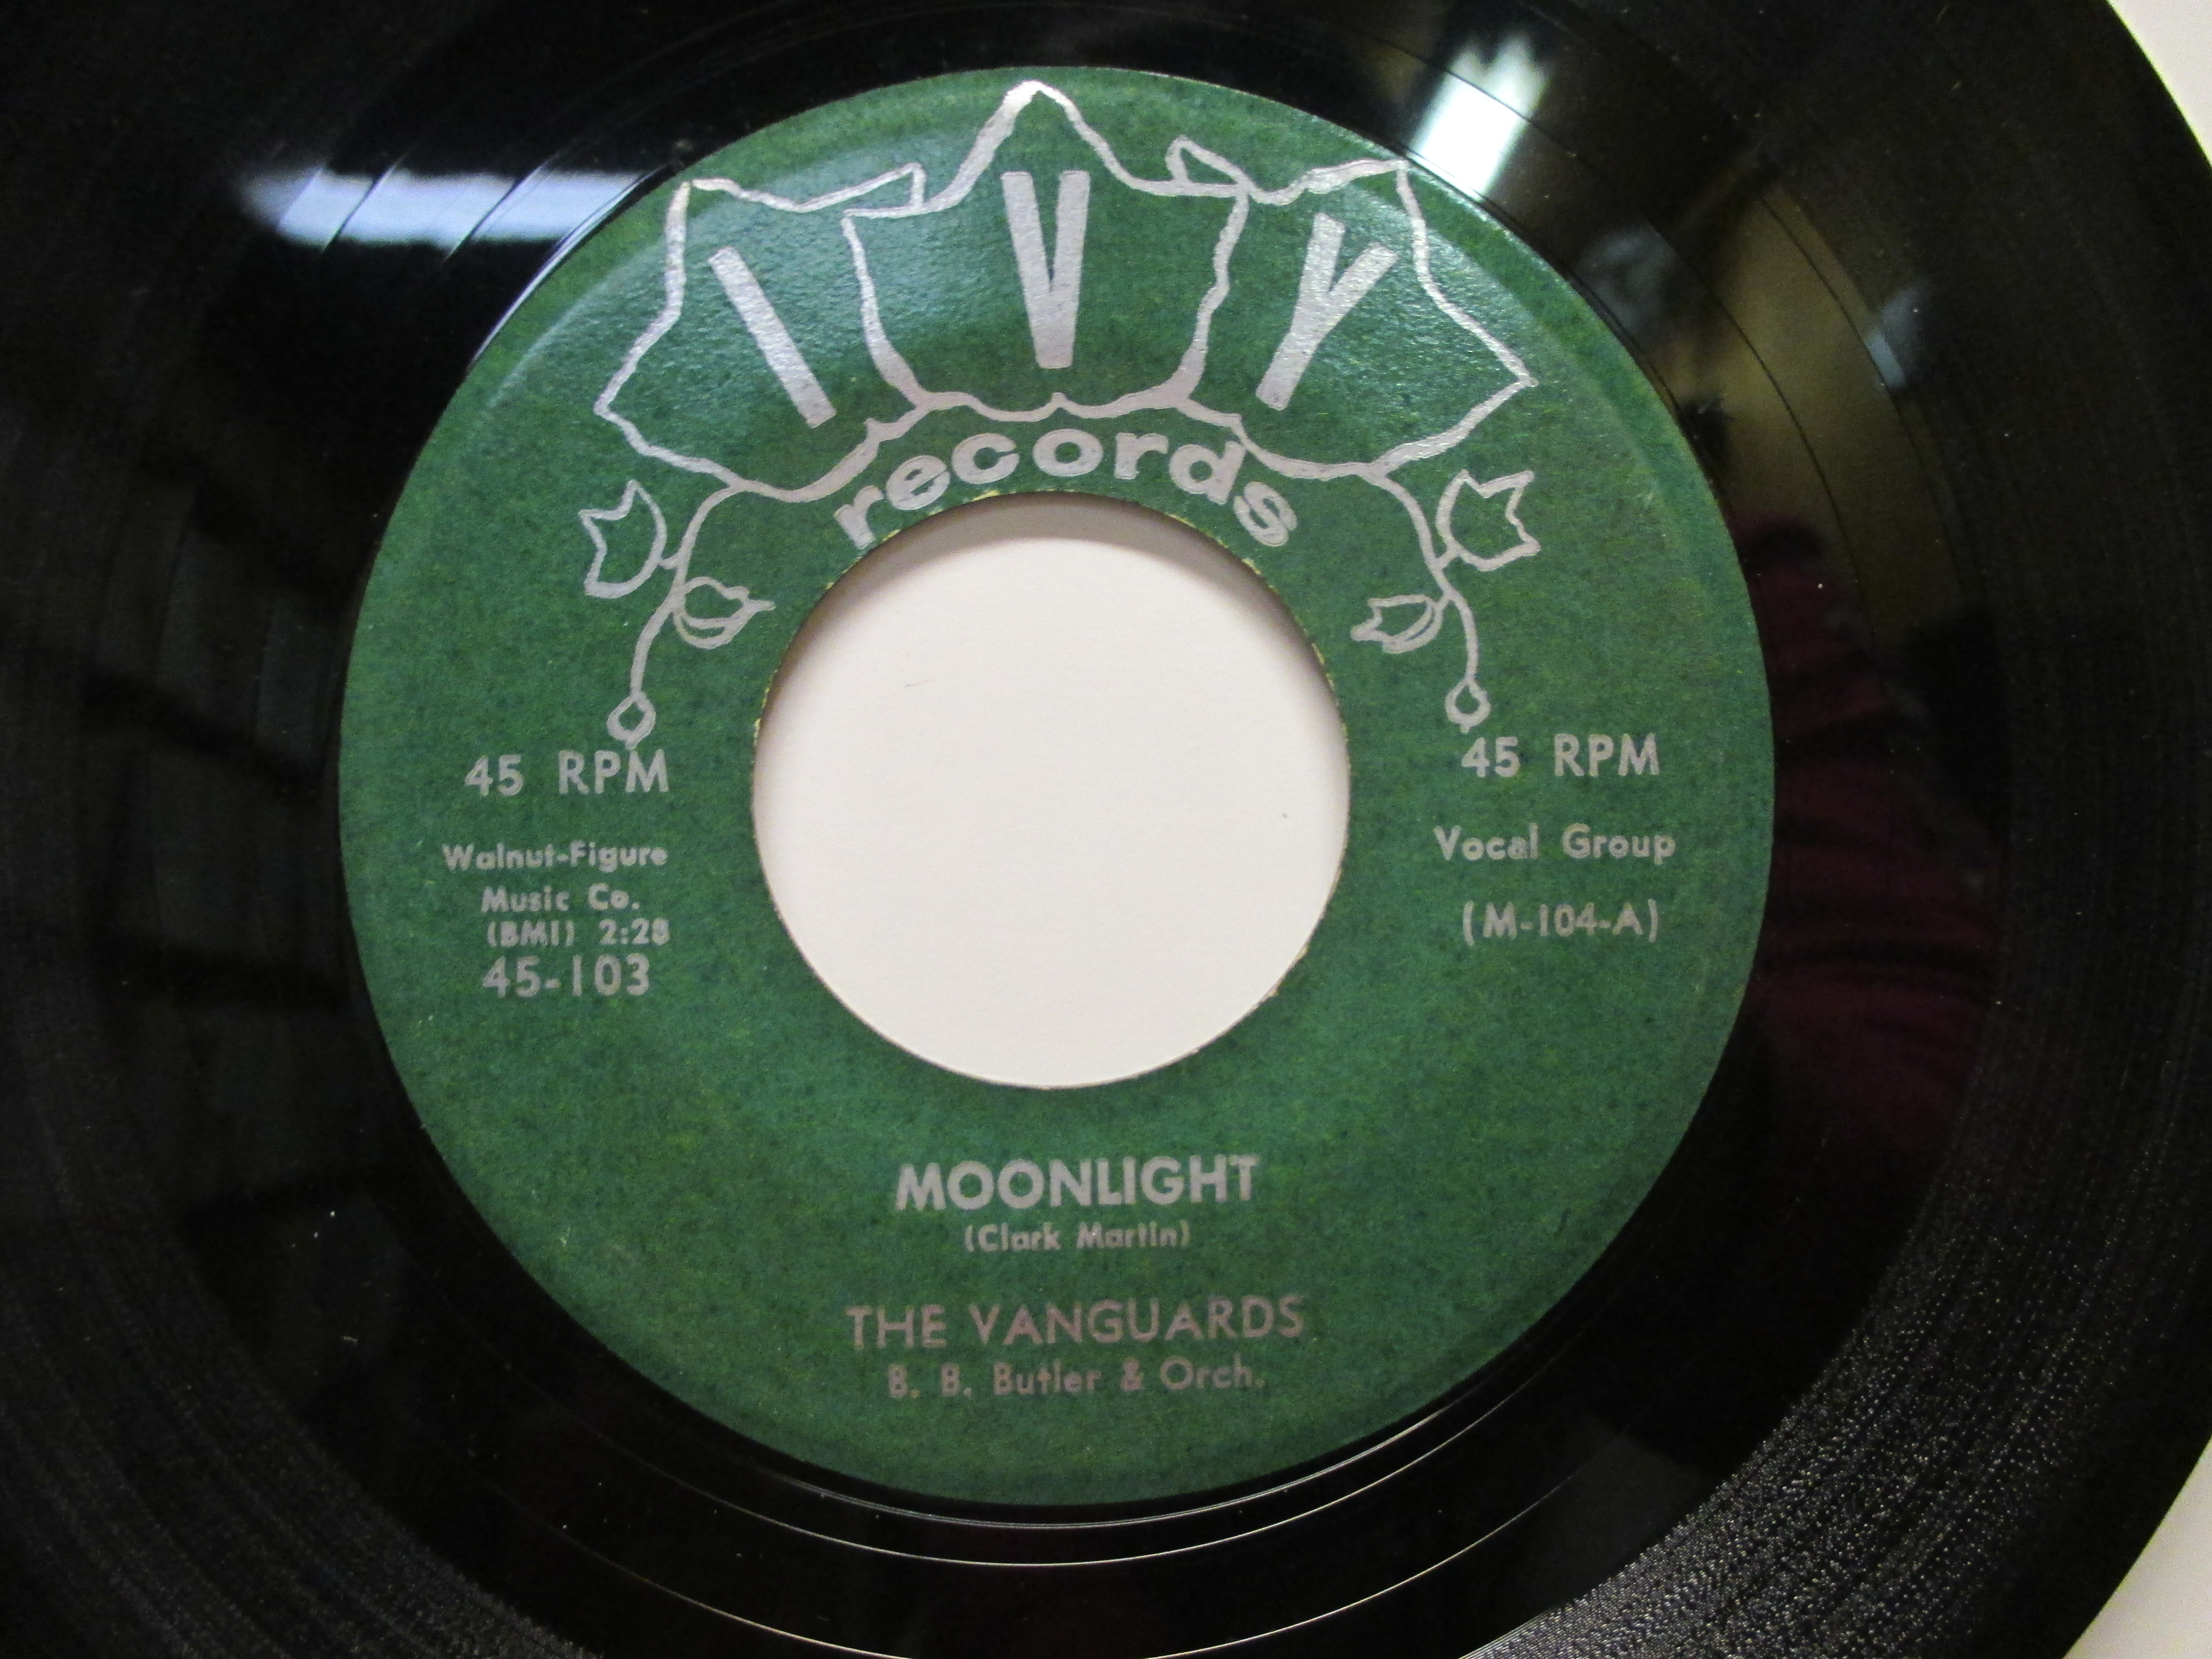 IVY
records
45 RPM
Walnut-Figure
Music Co.
(BMI) 2:28
45-103
45 RPM
Vocal Group
(M-104-A)
MOONLIGHT
(Clark Martin)
THE VANGUARDS
B. B. Butler & Orch.